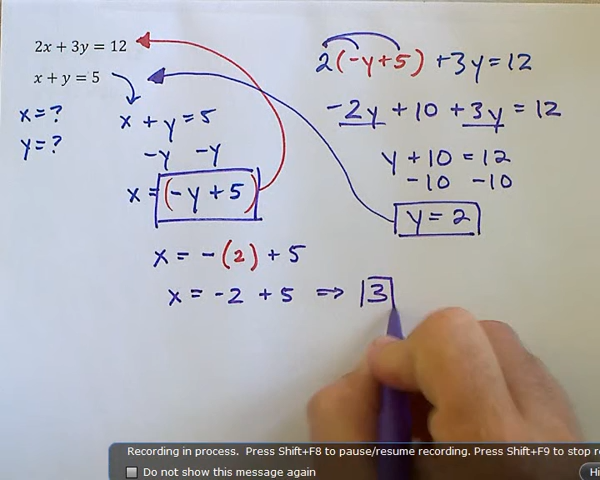 2x + 3y = 12
x + y = 5
x = ?
y = ?
x + y = 5
-y -y
x = (-y + 5)
2(-y+5) + 3y = 12
-2y + 10 + 3y = 12
y + 10 = 12
-10 -10
y = 2
x = -(2) + 5
x = -2 + 5 ⇒ 3
Recording in process. Press Shift+F8 to pause/resume recording. Press Shift+F9 to stop
Do not show this message again